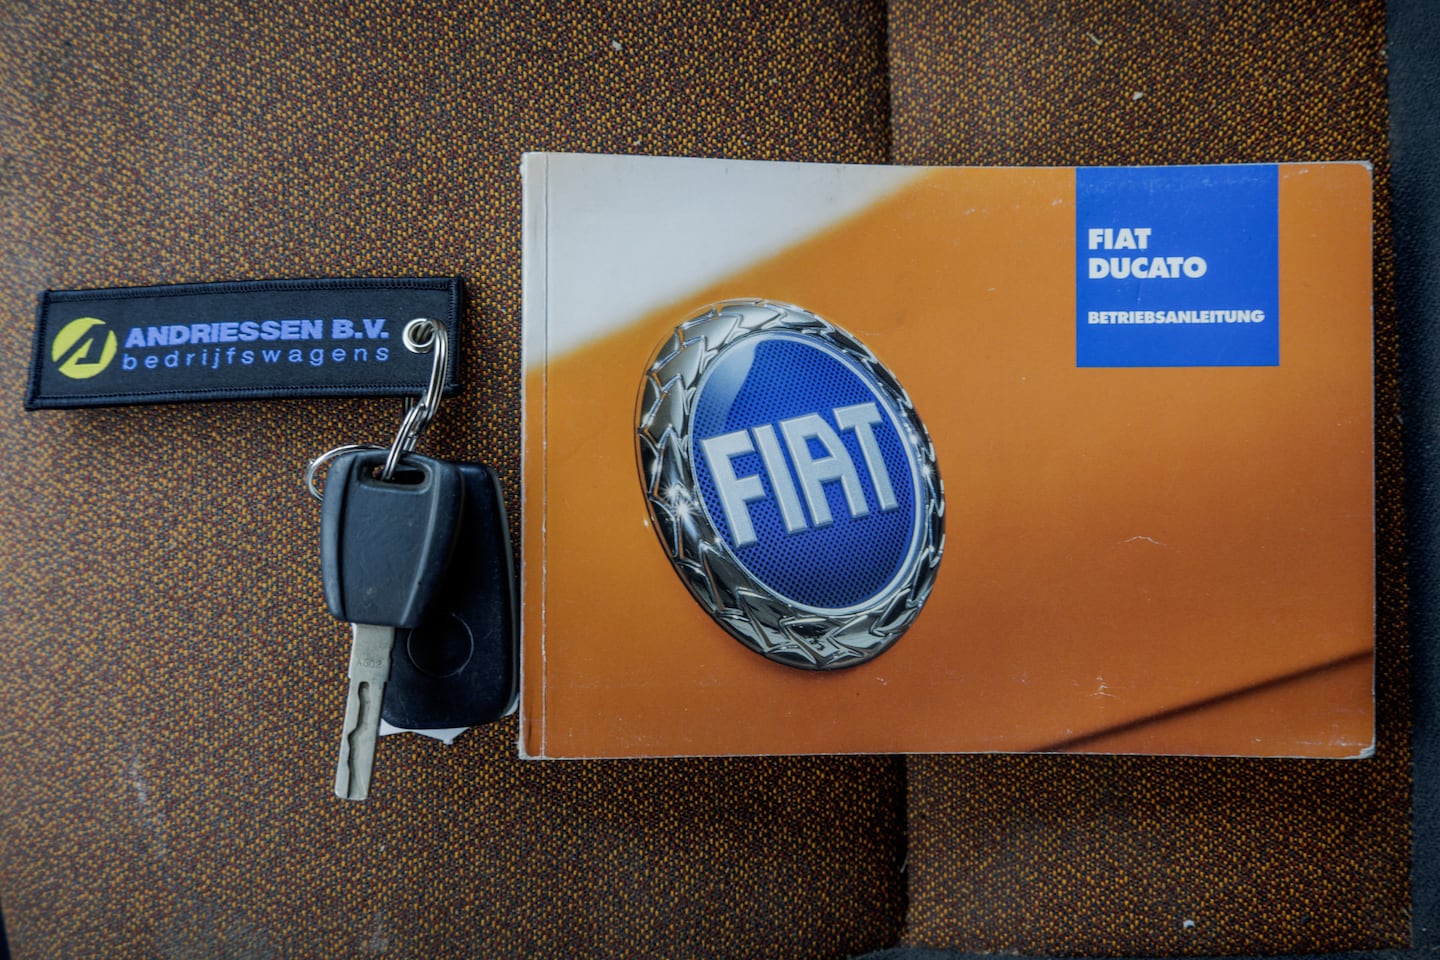 ANDRIESSEN B.V.
bedrijfswagens
FIAT
DUCATO
BETRIEBSANLEITUNG
FIAT